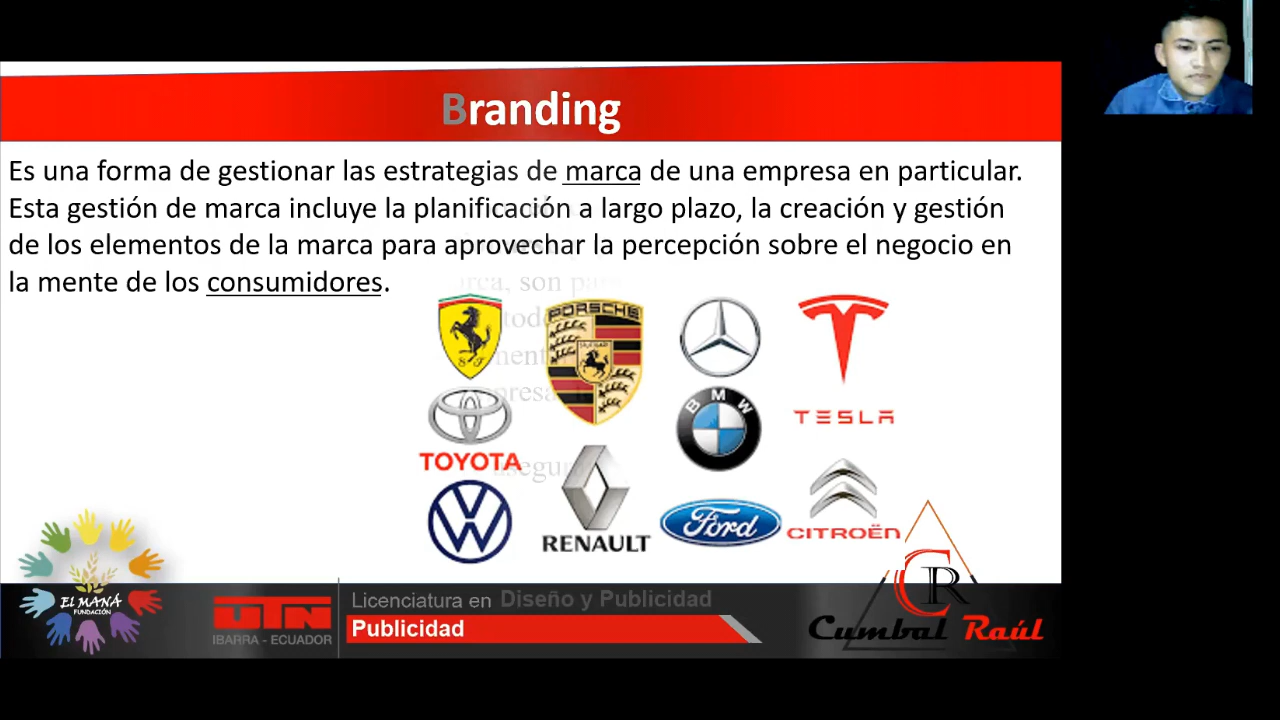 Branding
Es una forma de gestionar las estrategias de marca de una empresa en particular.
Esta gestión de marca incluye la planificación a largo plazo, la creación y gestión
de los elementos de la marca para aprovechar la percepción sobre el negocio en
la mente de los consumidores.
PORSCHE
S F
BMW
TESLA
TOYOTA
RENAULT
Ford
CITROËN
CR
EL MANÁ
FUNDACIÓN
UTN
IBARRA - ECUADOR
Licenciatura en Diseño y Publicidad
Publicidad
Cumbal Raúl